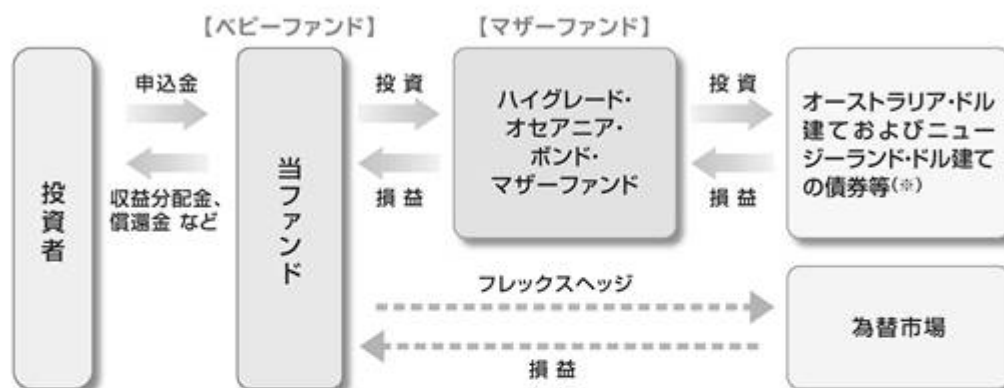 【ベビーファンド】
【マザーファンド】
投資者
申込金
収益分配金、
償還金 など
当ファンド
投 資
損 益
ハイグレード・
オセアニア・
ボンド・
マザーファンド
投 資
損 益
オーストラリア・ドル
建ておよびニュー
ジーランド・ドル建て
の債券等(※)
フレックスヘッジ
損 益
為替市場